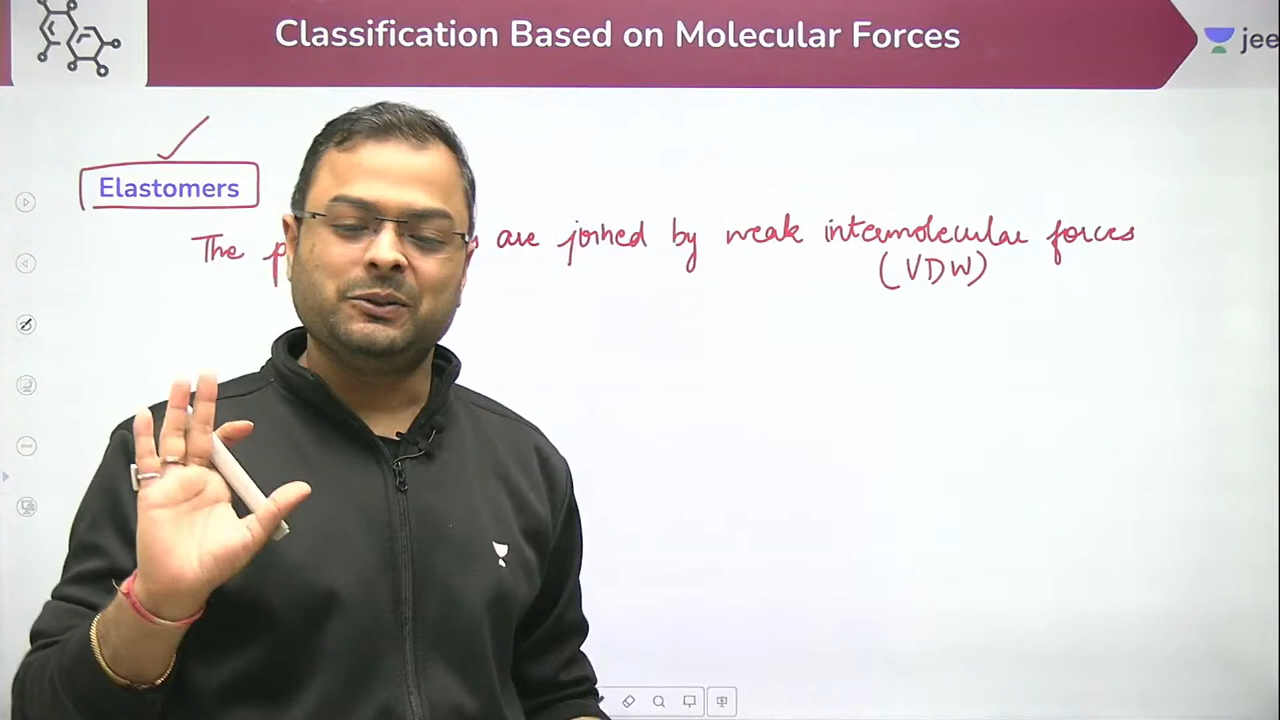 Classification Based on Molecular Forces
jee
Elastomers
The are joined by weak intermolecular forces
(VDW)